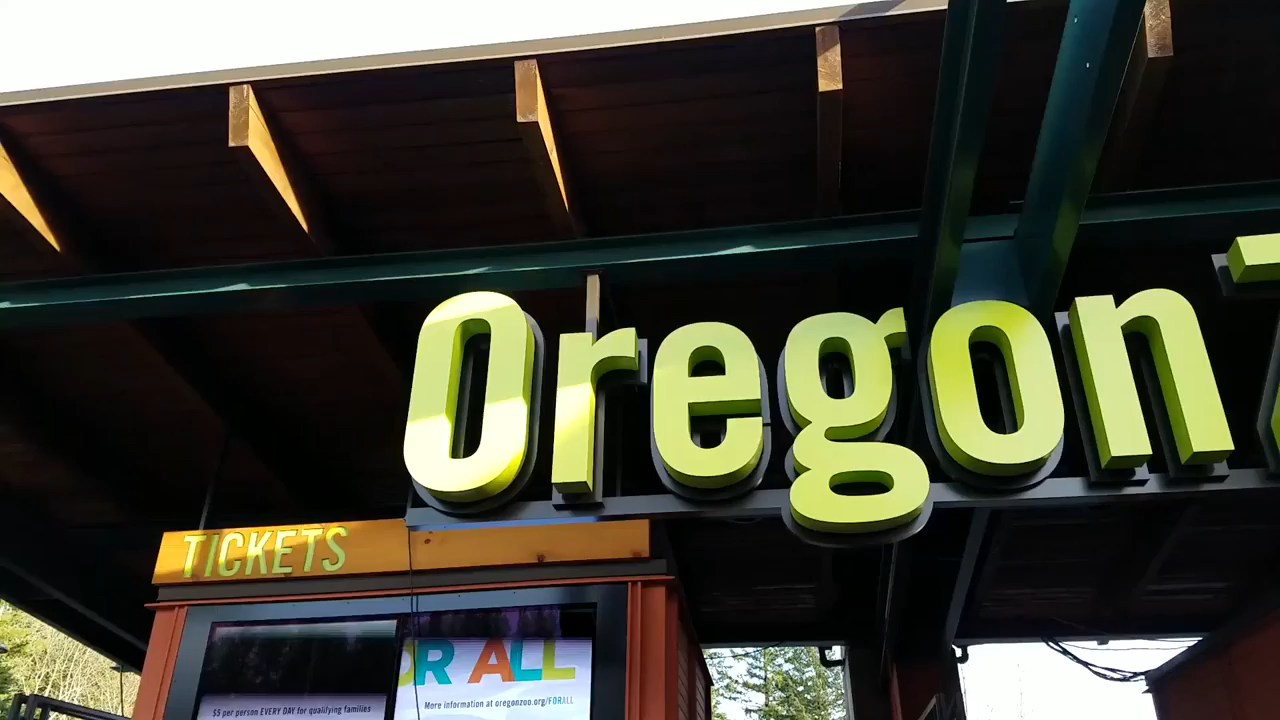 Oregon
TICKETS
OR ALL
$5 per person EVERY DAY for qualifying families
More information at oregonzoo.org/FORALL